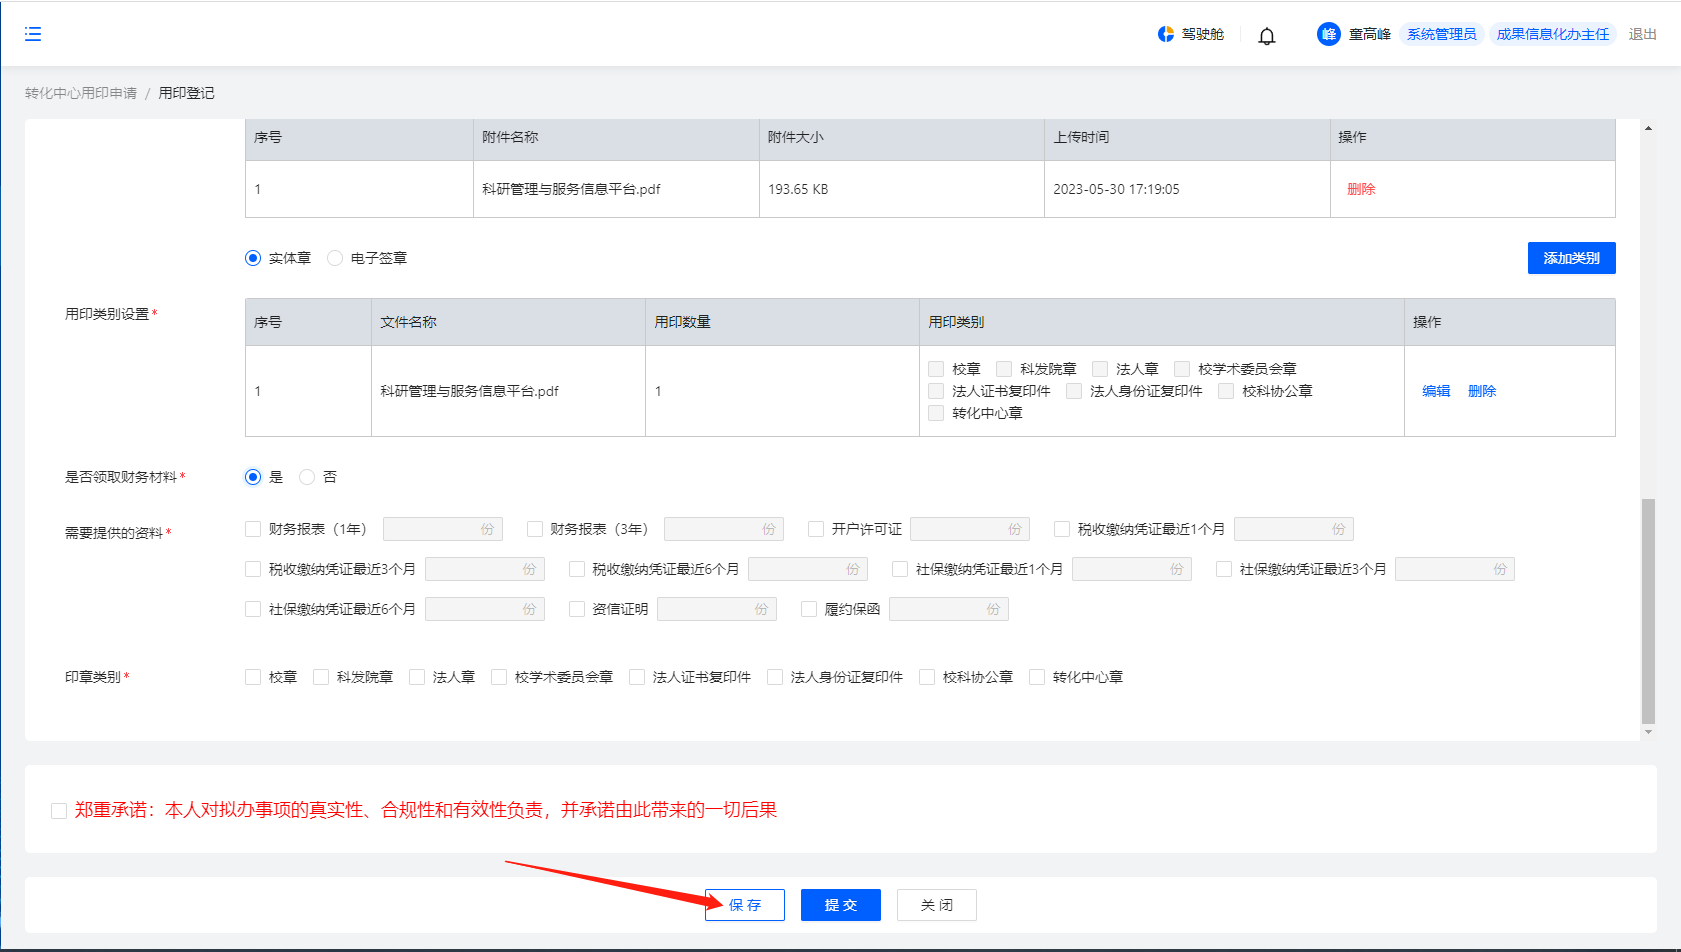 驾驶舱 峰 童高峰 系统管理员 成果信息化办主任 退出
转化中心用印申请 / 用印登记
序号 附件名称 附件大小 上传时间 操作
1 科研管理与服务信息平台.pdf 193.65 KB 2023-05-30 17:19:05 删除
实体章 电子签章 添加类别
用印类别设置*
序号 文件名称 用印数量 用印类别 操作
校章 科发院章 法人章 校学术委员会章
1 科研管理与服务信息平台.pdf 1 法人证书复印件 法人身份证复印件 校科协公章 编辑 删除
转化中心章
是否领取财务材料* 是 否
需要提供的资料* 财务报表（1年） 份 财务报表（3年） 份 开户许可证 份 税收缴纳凭证最近1个月 份
税收缴纳凭证最近3个月 份 税收缴纳凭证最近6个月 份 社保缴纳凭证最近1个月 份 社保缴纳凭证最近3个月 份
社保缴纳凭证最近6个月 份 资信证明 份 履约保函 份
印章类别* 校章 科发院章 法人章 校学术委员会章 法人证书复印件 法人身份证复印件 校科协公章 转化中心章
郑重承诺：本人对拟办事项的真实性、合规性和有效性负责，并承诺由此带来的一切后果
保 存 提 交 关 闭